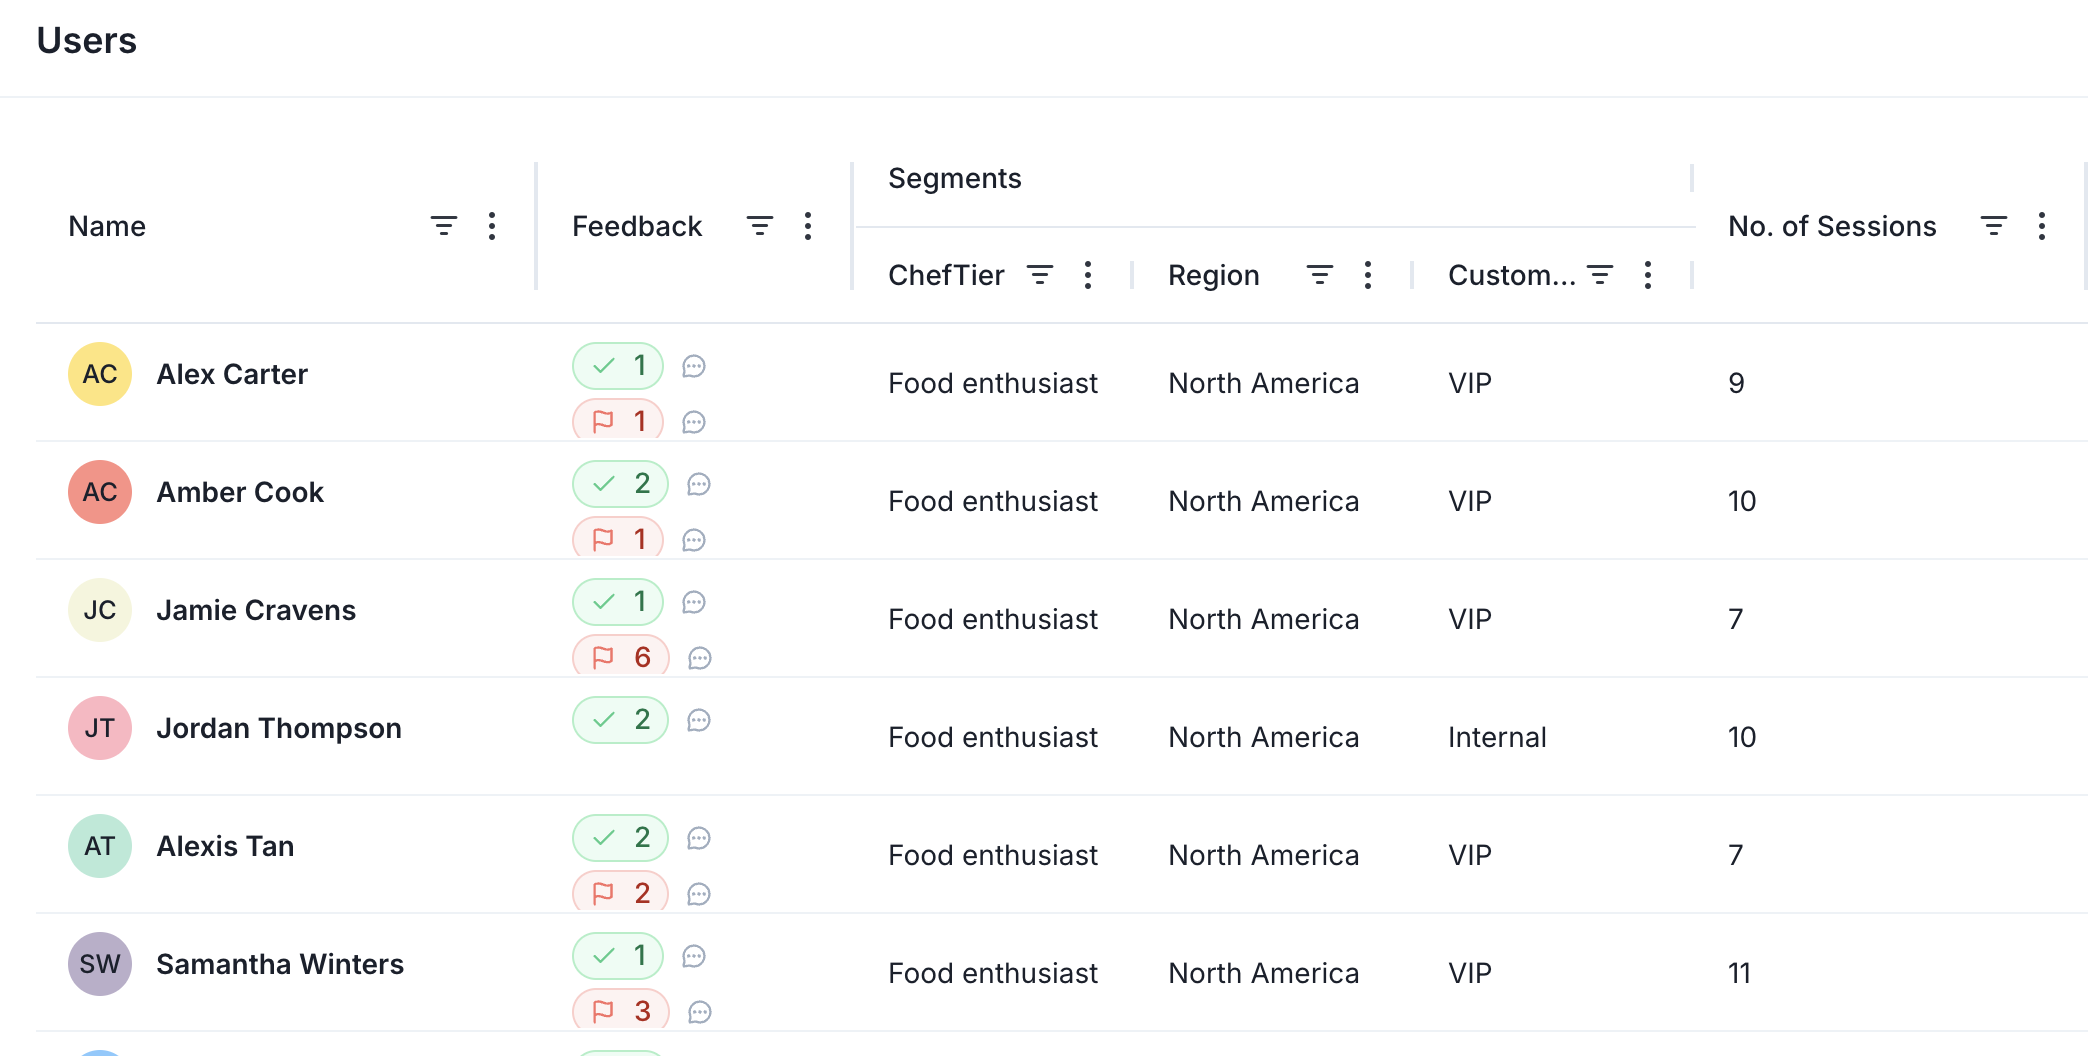 Users
Name Feedback Segments No. of Sessions
ChefTier Region Custom...
AC Alex Carter 1 1 Food enthusiast North America VIP 9
AC Amber Cook 2 1 Food enthusiast North America VIP 10
JC Jamie Cravens 1 6 Food enthusiast North America VIP 7
JT Jordan Thompson 2 Food enthusiast North America Internal 10
AT Alexis Tan 2 2 Food enthusiast North America VIP 7
SW Samantha Winters 1 3 Food enthusiast North America VIP 11